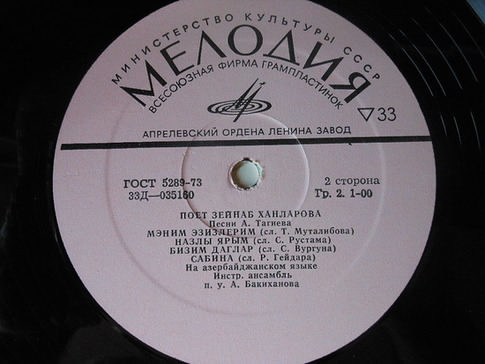 МИНИСТЕРСТВО КУЛЬТУРЫ СССР
МЕЛОДИЯ
ВСЕСОЮЗНАЯ ФИРМА ГРАМПЛАСТИНОК
▽33
АПРЕЛЕВСКИЙ ОРДЕНА ЛЕНИНА ЗАВОД
ГОСТ 5289-73
2 сторона
33Д—035160
Гр. 2. 1-00
ПОЕТ ЗЕЙНАБ ХАНЛАРОВА
Песни А. Тагиева
МЭНИМ ЭЗИЗЛЕРИМ (сл. Т. Муталибова)
НАЗЛЫ ЯРЫМ (сл. С. Рустама)
БИЗИМ ДАГЛАР (сл. С. Вургуна)
САБИНА (сл. Р. Гейдара)
На азербайджанском языке
Инстр. ансамбль
п. у. А. Бакиханова